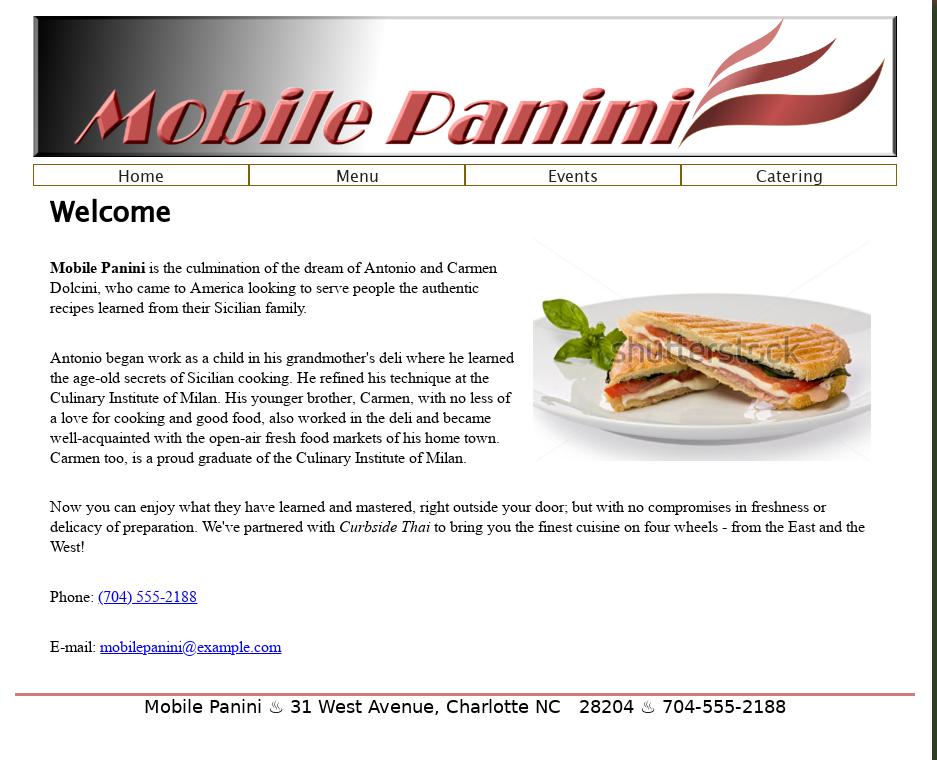 Mobile Panini
Home Menu Events Catering
Welcome
Mobile Panini is the culmination of the dream of Antonio and Carmen
Dolcini, who came to America looking to serve people the authentic
recipes learned from their Sicilian family.
shutterstock
Antonio began work as a child in his grandmother's deli where he learned
the age-old secrets of Sicilian cooking. He refined his technique at the
Culinary Institute of Milan. His younger brother, Carmen, with no less of
a love for cooking and good food, also worked in the deli and became
well-acquainted with the open-air fresh food markets of his home town.
Carmen too, is a proud graduate of the Culinary Institute of Milan.
Now you can enjoy what they have learned and mastered, right outside your door; but with no compromises in freshness or
delicacy of preparation. We've partnered with Curbside Thai to bring you the finest cuisine on four wheels - from the East and the
West!
Phone: (704) 555-2188
E-mail: mobilepanini@example.com
Mobile Panini ♨ 31 West Avenue, Charlotte NC 28204 ♨ 704-555-2188